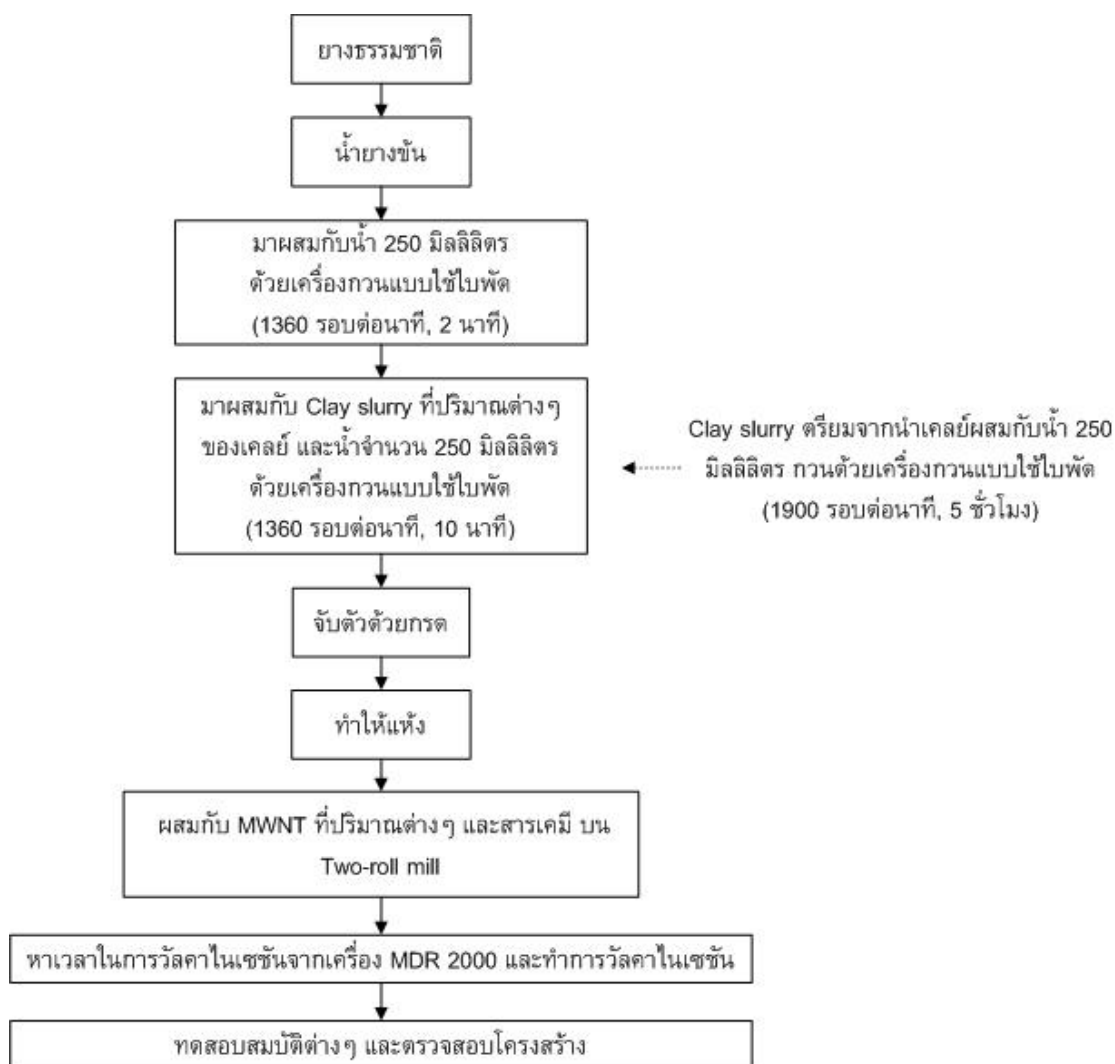 ยางธรรมชาติ
น้ำยางข้น
มาผสมกับน้ำ 250 มิลลิลิตร
ด้วยเครื่องกวนแบบใช้ใบพัด
(1360 รอบต่อนาที, 2 นาที)
มาผสมกับ Clay slurry ที่ปริมาณต่างๆ
ของเคลย์ และน้ำจำนวน 250 มิลลิลิตร
ด้วยเครื่องกวนแบบใช้ใบพัด
(1360 รอบต่อนาที, 10 นาที)
Clay slurry ตรียมจากนำเคลย์ผสมกับน้ำ 250
มิลลิลิตร กวนด้วยเครื่องกวนแบบใช้ใบพัด
(1900 รอบต่อนาที, 5 ชั่วโมง)
จับตัวด้วยกรด
ทำให้แห้ง
ผสมกับ MWNT ที่ปริมาณต่างๆ และสารเคมี บน
Two-roll mill
หาเวลาในการวัลคาไนเซชันจากเครื่อง MDR 2000 และทำการวัลคาไนเซชัน
ทดสอบสมบัติต่างๆ และตรวจสอบโครงสร้าง